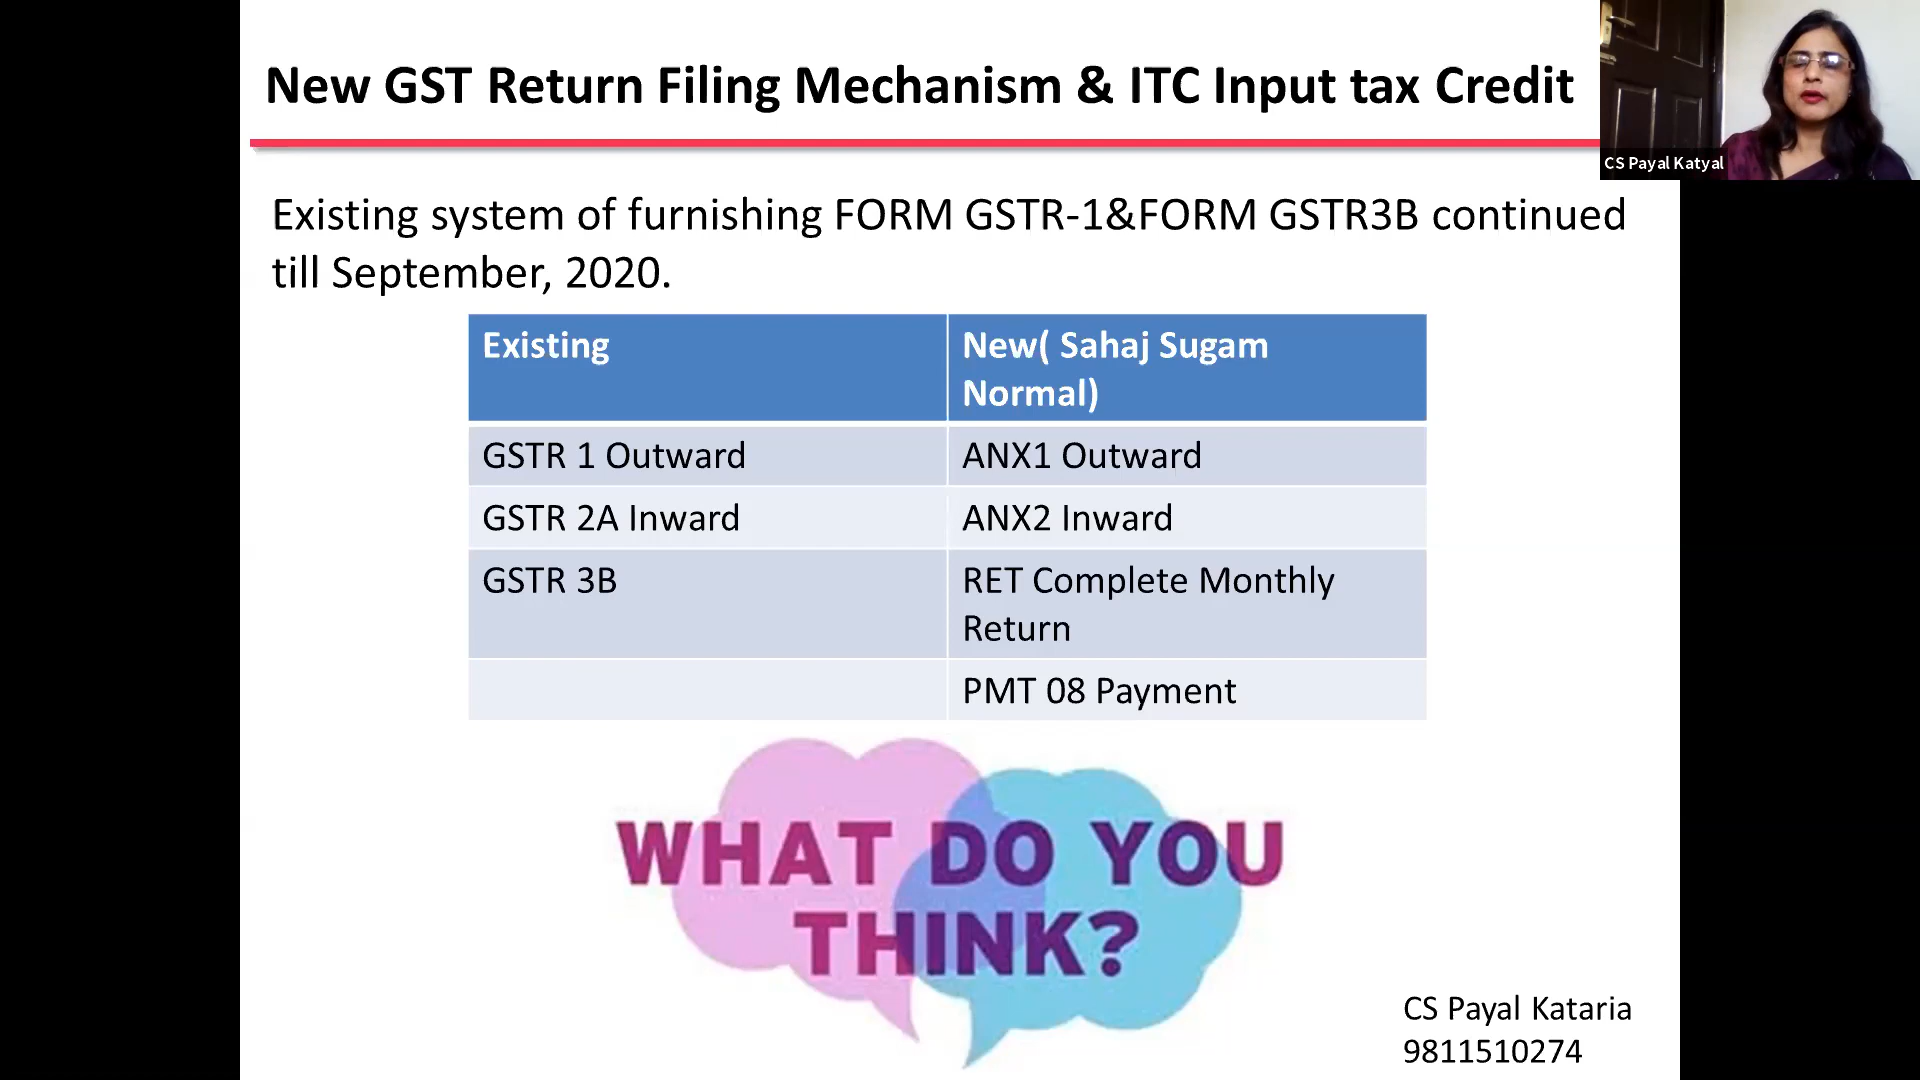 New GST Return Filing Mechanism & ITC Input tax Credit
CS Payal Katyal
Existing system of furnishing FORM GSTR-1&FORM GSTR3B continued
till September, 2020.
Existing
New( Sahaj Sugam
Normal)
GSTR 1 Outward
ANX1 Outward
GSTR 2A Inward
ANX2 Inward
GSTR 3B
RET Complete Monthly
Return
PMT 08 Payment
WHAT DO YOU
THINK?
CS Payal Kataria
9811510274